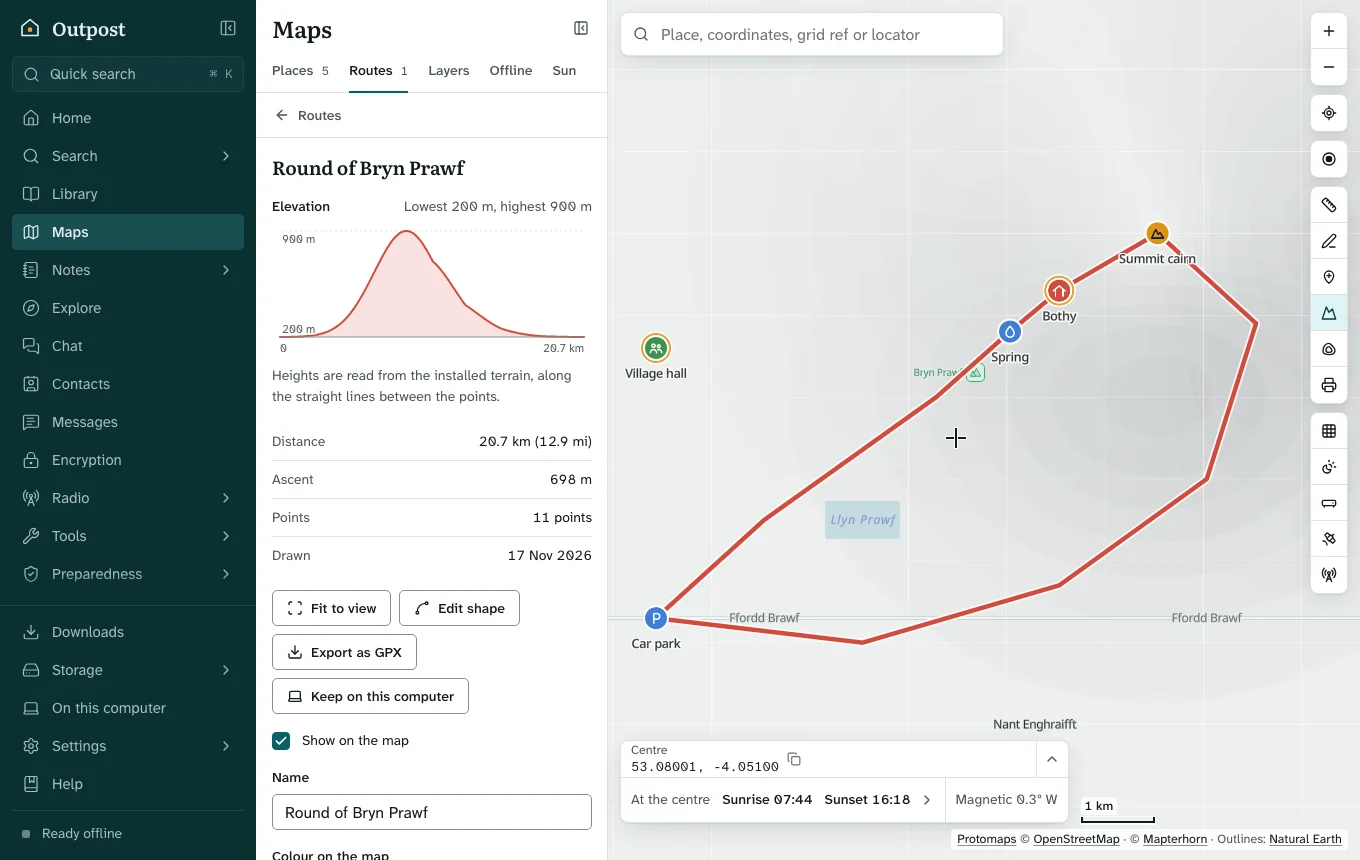 Outpost
Quick search ⌘ K
Home
Search
Library
Maps
Notes
Explore
Chat
Contacts
Messages
Encryption
Radio
Tools
Preparedness
Downloads
Storage
On this computer
Settings
Help
Ready offline
Maps
Places 5 Routes 1 Layers Offline Sun
Routes
Round of Bryn Prawf
Elevation Lowest 200 m, highest 900 m
900 m
200 m
0 20.7 km
Heights are read from the installed terrain, along
the straight lines between the points.
Distance 20.7 km (12.9 mi)
Ascent 698 m
Points 11 points
Drawn 17 Nov 2026
Fit to view Edit shape
Export as GPX
Keep on this computer
Show on the map
Name
Round of Bryn Prawf
Colour on the map
Place, coordinates, grid ref or locator
Summit cairn
Bothy
Spring
Village hall
Bryn Prawf
Llyn Prawf
P
Ffordd Brawf Ffordd Brawf
Car park
Nant Enghraifft
Centre
53.08001, -4.05100
At the centre Sunrise 07:44 Sunset 16:18 Magnetic 0.3° W
1 km
Protomaps © OpenStreetMap · © Mapterhorn · Outlines: Natural Earth